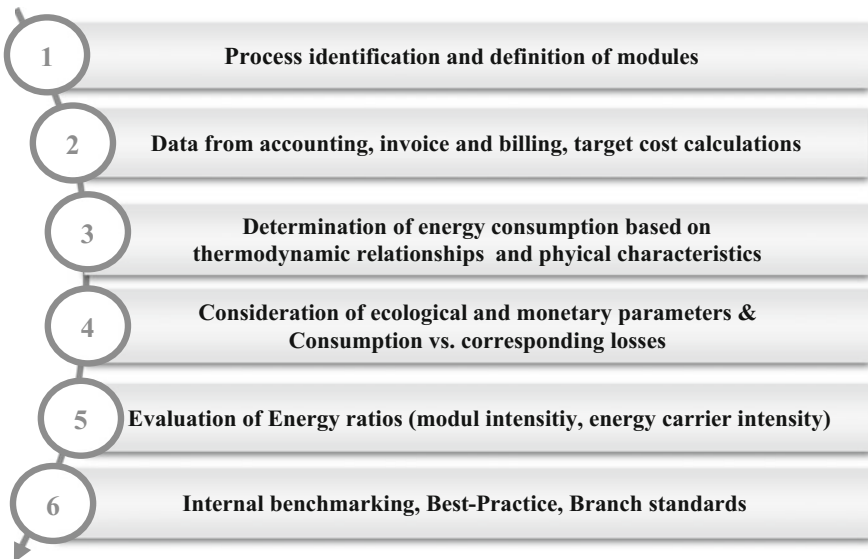 1
Process identification and definition of modules
2
Data from accounting, invoice and billing, target cost calculations
3
Determination of energy consumption based on
thermodynamic relationships and phyical characteristics
4
Consideration of ecological and monetary parameters &
Consumption vs. corresponding losses
5
Evaluation of Energy ratios (modul intensitiy, energy carrier intensity)
6
Internal benchmarking, Best-Practice, Branch standards